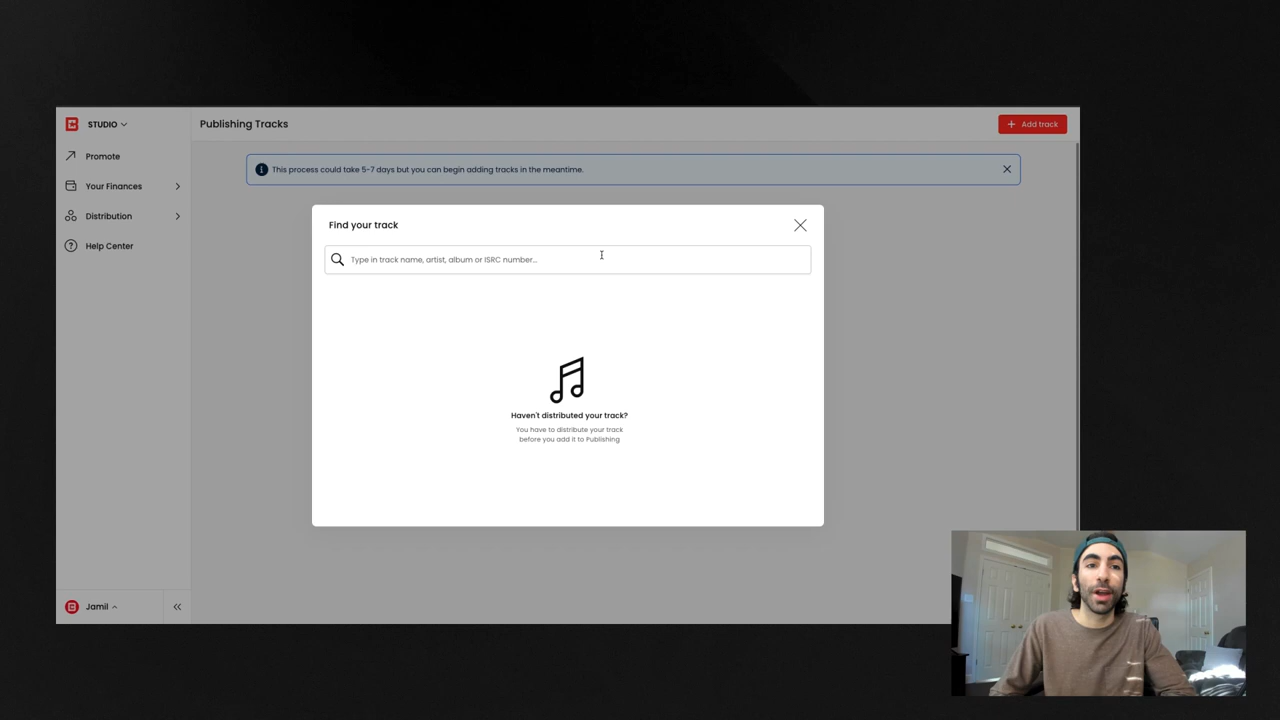 STUDIO
Publishing Tracks
+ Add track
Promote
Your Finances
Distribution
Help Center
This process could take 5-7 days but you can begin adding tracks in the meantime.
Find your track
Type in track name, artist, album or ISRC number...
Haven't distributed your track?
You have to distribute your track
before you add it to Publishing
Jamil